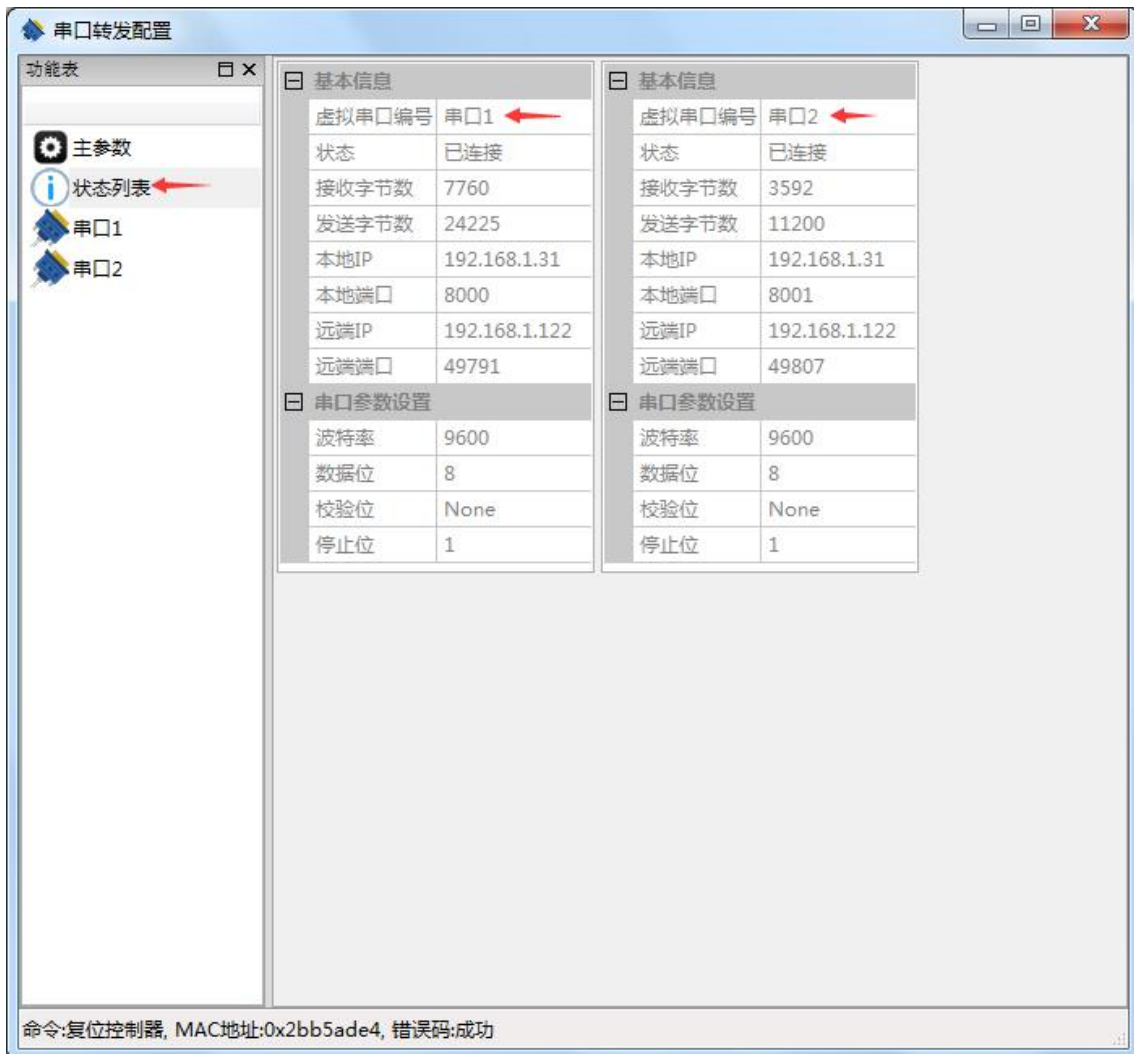 串口转发配置
功能表
主参数
状态列表
串口1
串口2
基本信息
虚拟串口编号 串口1
状态 已连接
接收字节数 7760
发送字节数 24225
本地IP 192.168.1.31
本地端口 8000
远端IP 192.168.1.122
远端端口 49791
串口参数设置
波特率 9600
数据位 8
校验位 None
停止位 1
基本信息
虚拟串口编号 串口2
状态 已连接
接收字节数 3592
发送字节数 11200
本地IP 192.168.1.31
本地端口 8001
远端IP 192.168.1.122
远端端口 49807
串口参数设置
波特率 9600
数据位 8
校验位 None
停止位 1
命令:复位控制器, MAC地址:0x2bb5ade4, 错误码:成功